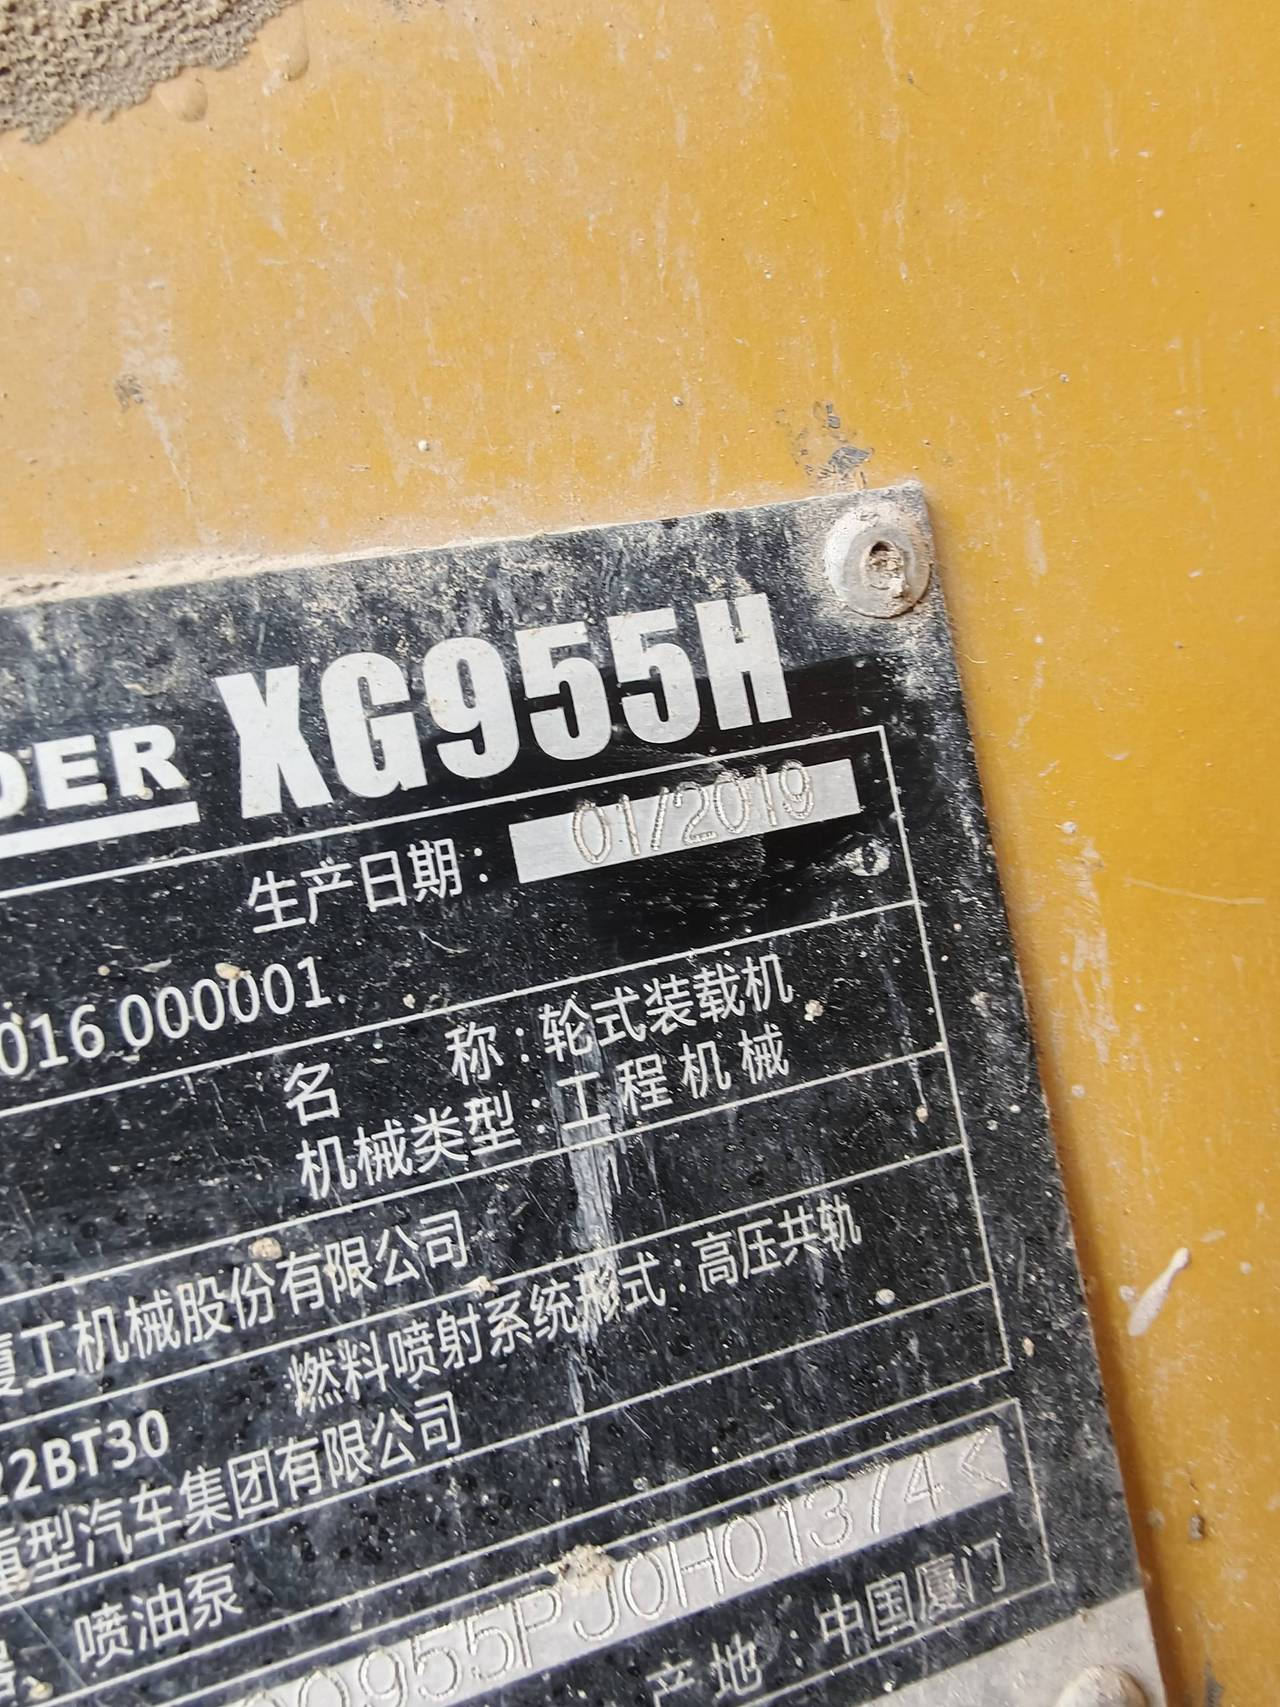 DER XG955H
生产日期: 01/2019
016 000001
名 称: 轮式装载机
机械类型: 工程机械
厦工机械股份有限公司
燃料喷射系统形式: 高压共轨
22BT30
重型汽车集团有限公司
喷油泵
00955PJ0H01374<
产地: 中国厦门